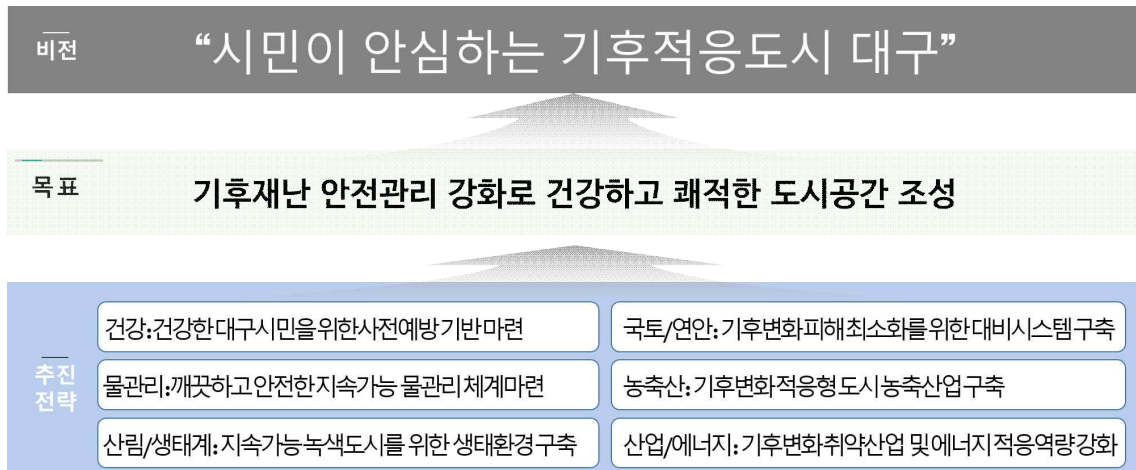 비전
“시민이 안심하는 기후적응도시 대구”
목표
기후재난 안전관리 강화로 건강하고 쾌적한 도시공간 조성
추진
전략
건강:건강한대구시민을위한사전예방기반마련
국토/연안:기후변화피해최소화를위한대비시스템구축
물관리:깨끗하고안전한지속가능 물관리체계마련
농축산:기후변화적응형도시농축산업구축
산림/생태계:지속가능녹색도시를 위한 생태환경구축
산업/에너지:기후변화취약산업 및에너지적응역량강화